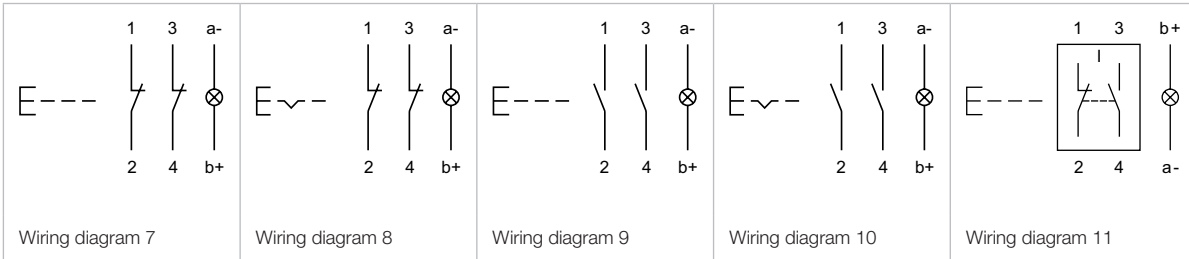 1 3 a-
2 4 b+
Wiring diagram 7
1 3 a-
2 4 b+
Wiring diagram 8
1 3 a-
2 4 b+
Wiring diagram 9
1 3 a-
2 4 b+
Wiring diagram 10
1 3 b+
2 4 a-
Wiring diagram 11